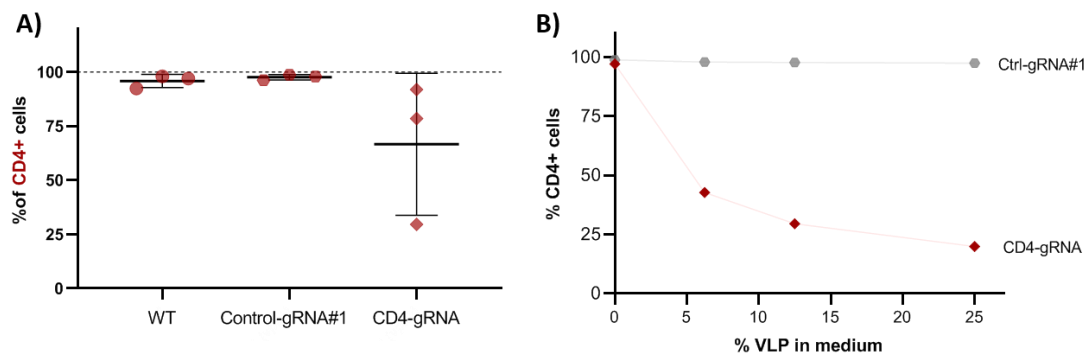 A)
%of CD4+ cells
100
75
50
25
0
WT
Control-gRNA#1
CD4-gRNA
B)
% CD4+ cells
100
75
50
25
0
0
5
10
15
20
25
% VLP in medium
Ctrl-gRNA#1
CD4-gRNA